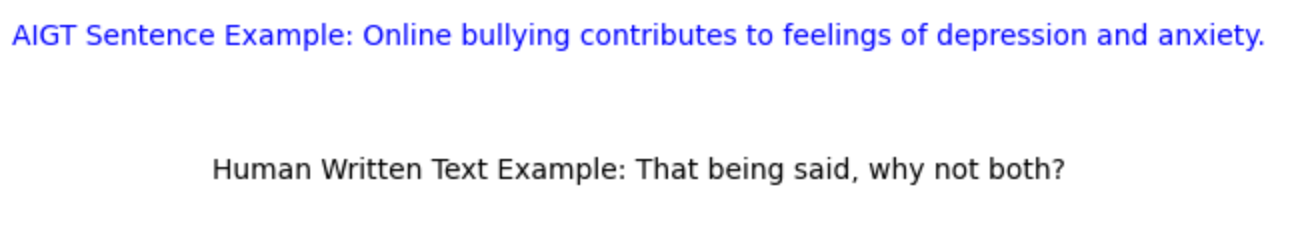 AIGT Sentence Example: Online bullying contributes to feelings of depression and anxiety.
Human Written Text Example: That being said, why not both?